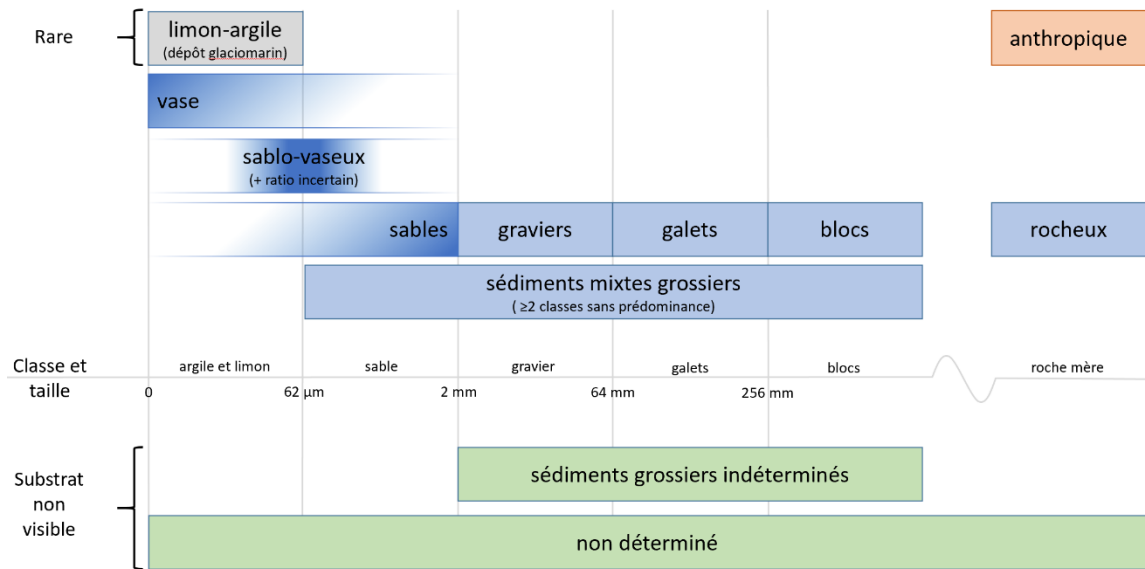 Rare
limon-argile
(dépôt glaciomarin)
anthropique
vase
sablo-vaseux
(+ ratio incertain)
sables
graviers
galets
blocs
rocheux
sédiments mixtes grossiers
( ≥2 classes sans prédominance)
Classe et
taille
argile et limon
sable
gravier
galets
blocs
roche mère
0
62 µm
2 mm
64 mm
256 mm
Substrat
non
visible
sédiments grossiers indéterminés
non déterminé